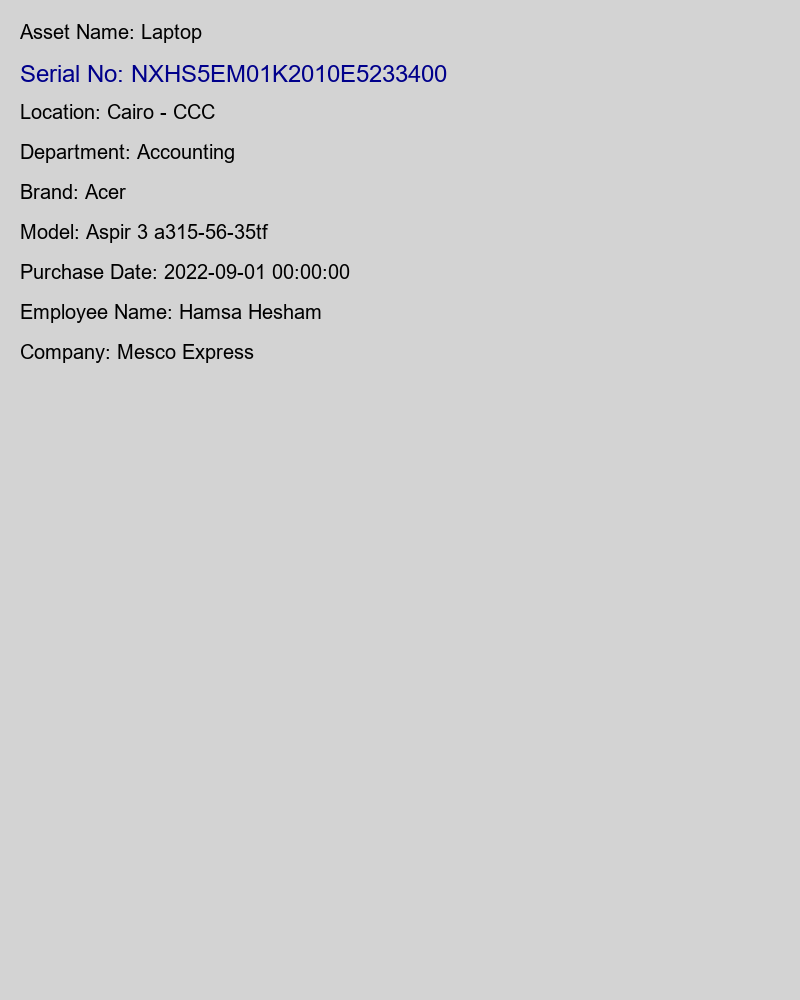 Asset Name: Laptop
Serial No: NXHS5EM01K2010E5233400
Location: Cairo - CCC
Department: Accounting
Brand: Acer
Model: Aspir 3 a315-56-35tf
Purchase Date: 2022-09-01 00:00:00
Employee Name: Hamsa Hesham
Company: Mesco Express